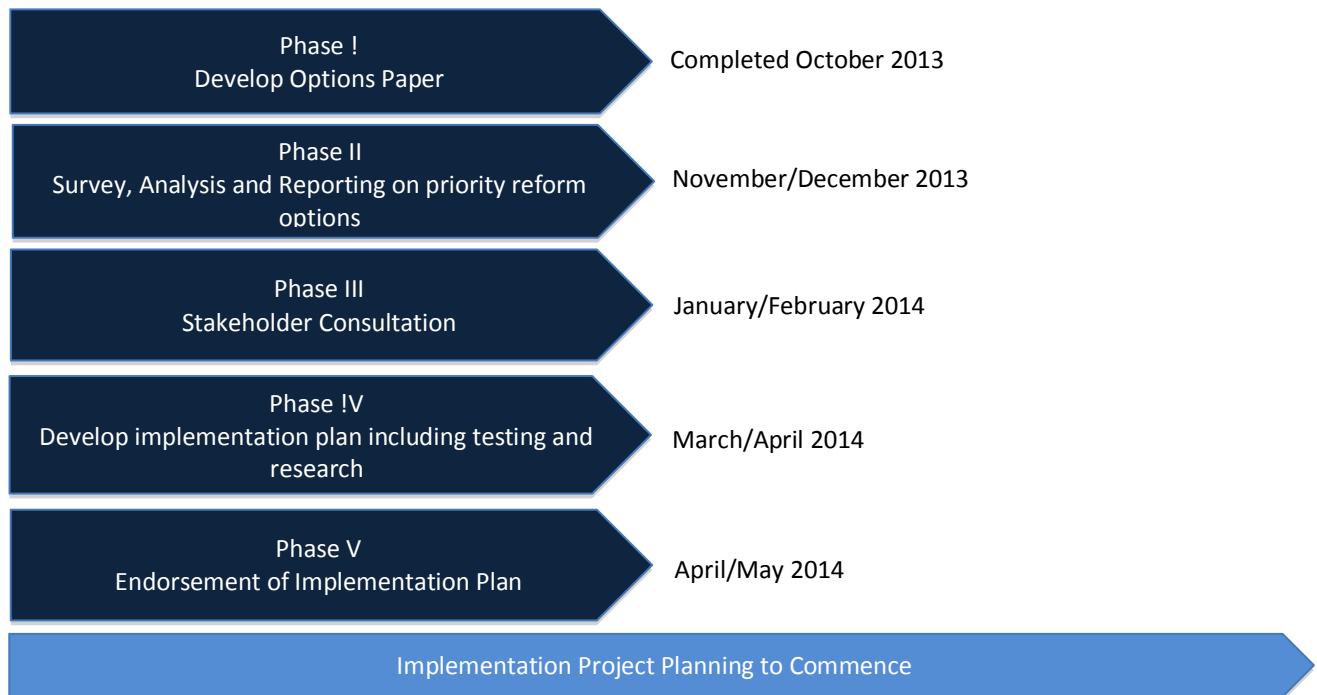 Phase !
Develop Options Paper
Completed October 2013
Phase II
Survey, Analysis and Reporting on priority reform
options
November/December 2013
Phase III
Stakeholder Consultation
January/February 2014
Phase !V
Develop implementation plan including testing and
research
March/April 2014
Phase V
Endorsement of Implementation Plan
April/May 2014
Implementation Project Planning to Commence